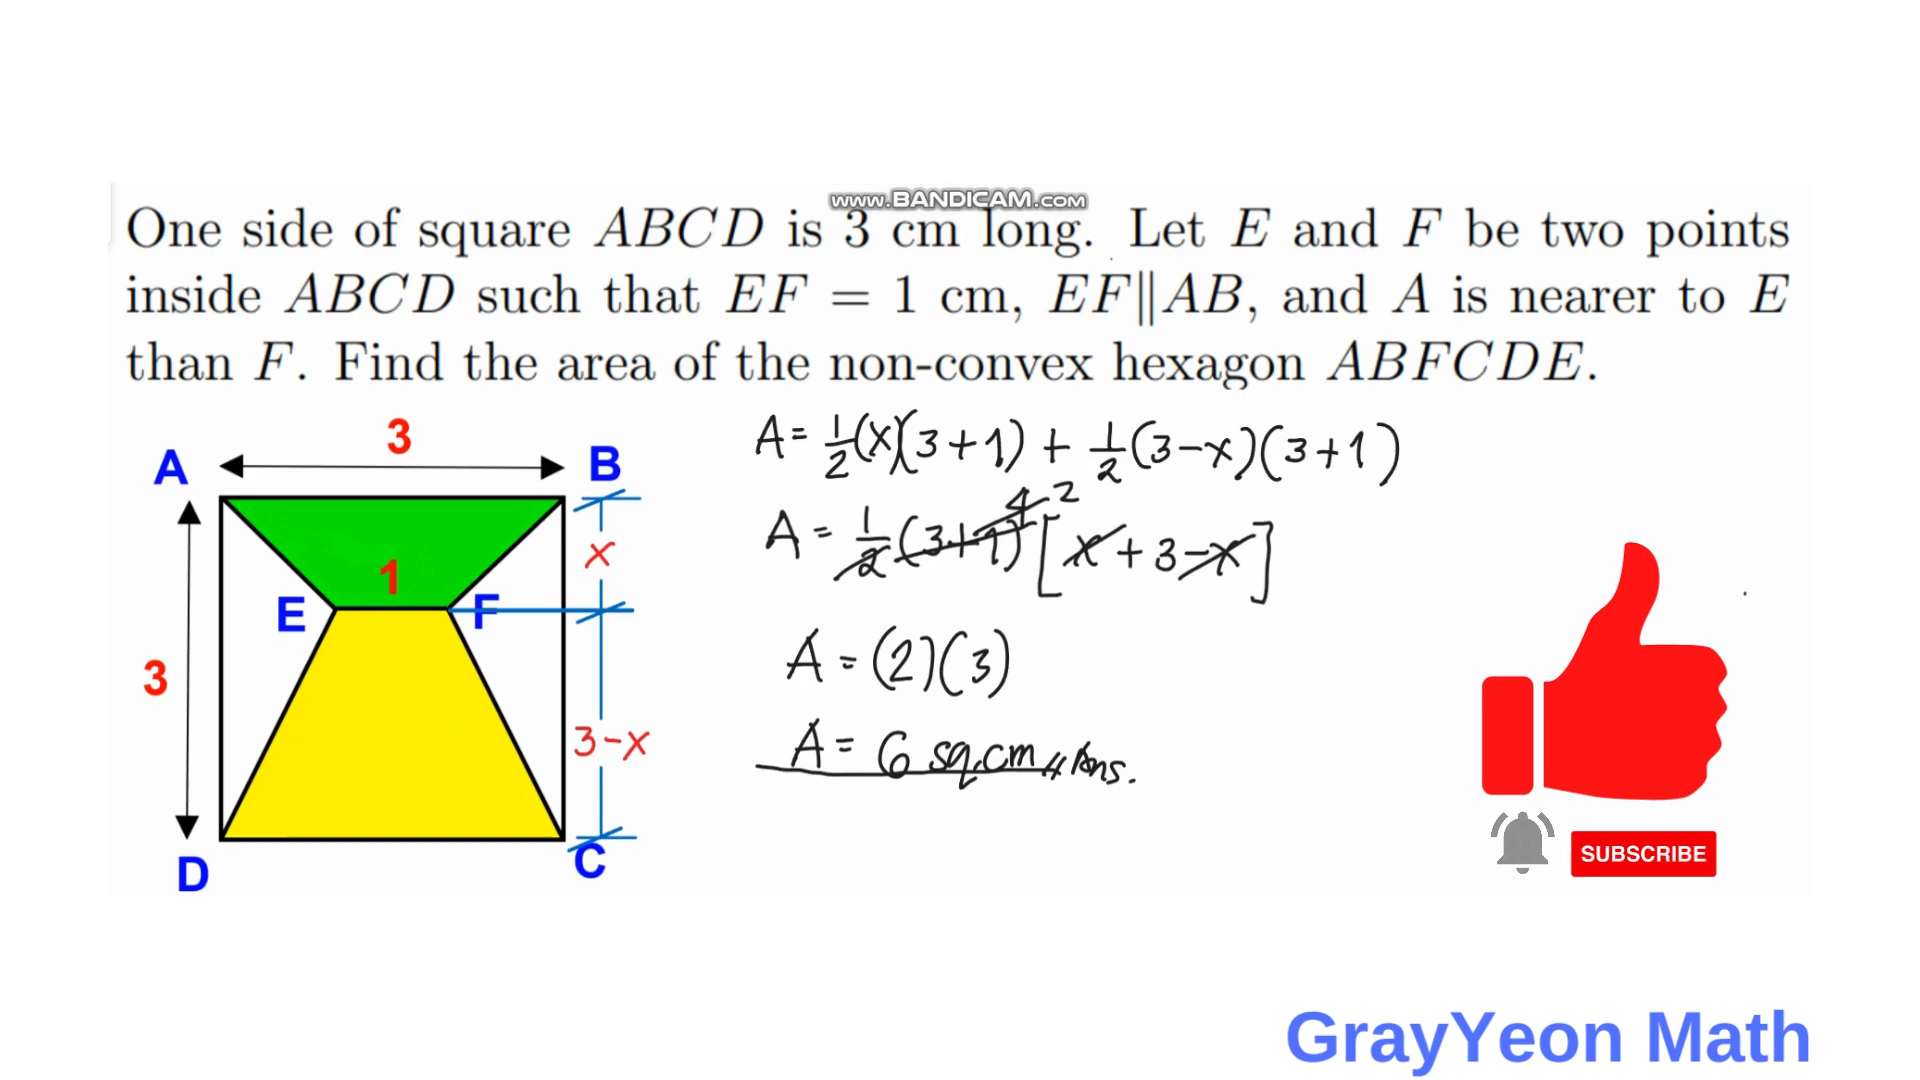 www.BANDICAM.com
One side of square ABCD is 3 cm long. Let E and F be two points
inside ABCD such that EF = 1 cm, EF∥AB, and A is nearer to E
than F. Find the area of the non-convex hexagon ABFCDE.
3
A
B
A = 1/2 (x)(3+1) + 1/2 (3-x)(3+1)
4 2
A = 1/2 (3+1) [x+3-x]
x
1
E
F
A = (2)(3)
3
3-x
A = 6 sq.cm // Ans.
D
C
SUBSCRIBE
GrayYeon Math